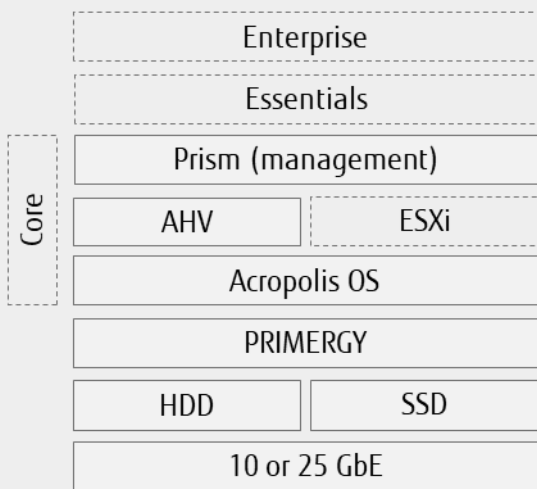 Enterprise
Essentials
Core
Prism (management)
AHV
ESXi
Acropolis OS
PRIMERGY
HDD
SSD
10 or 25 GbE